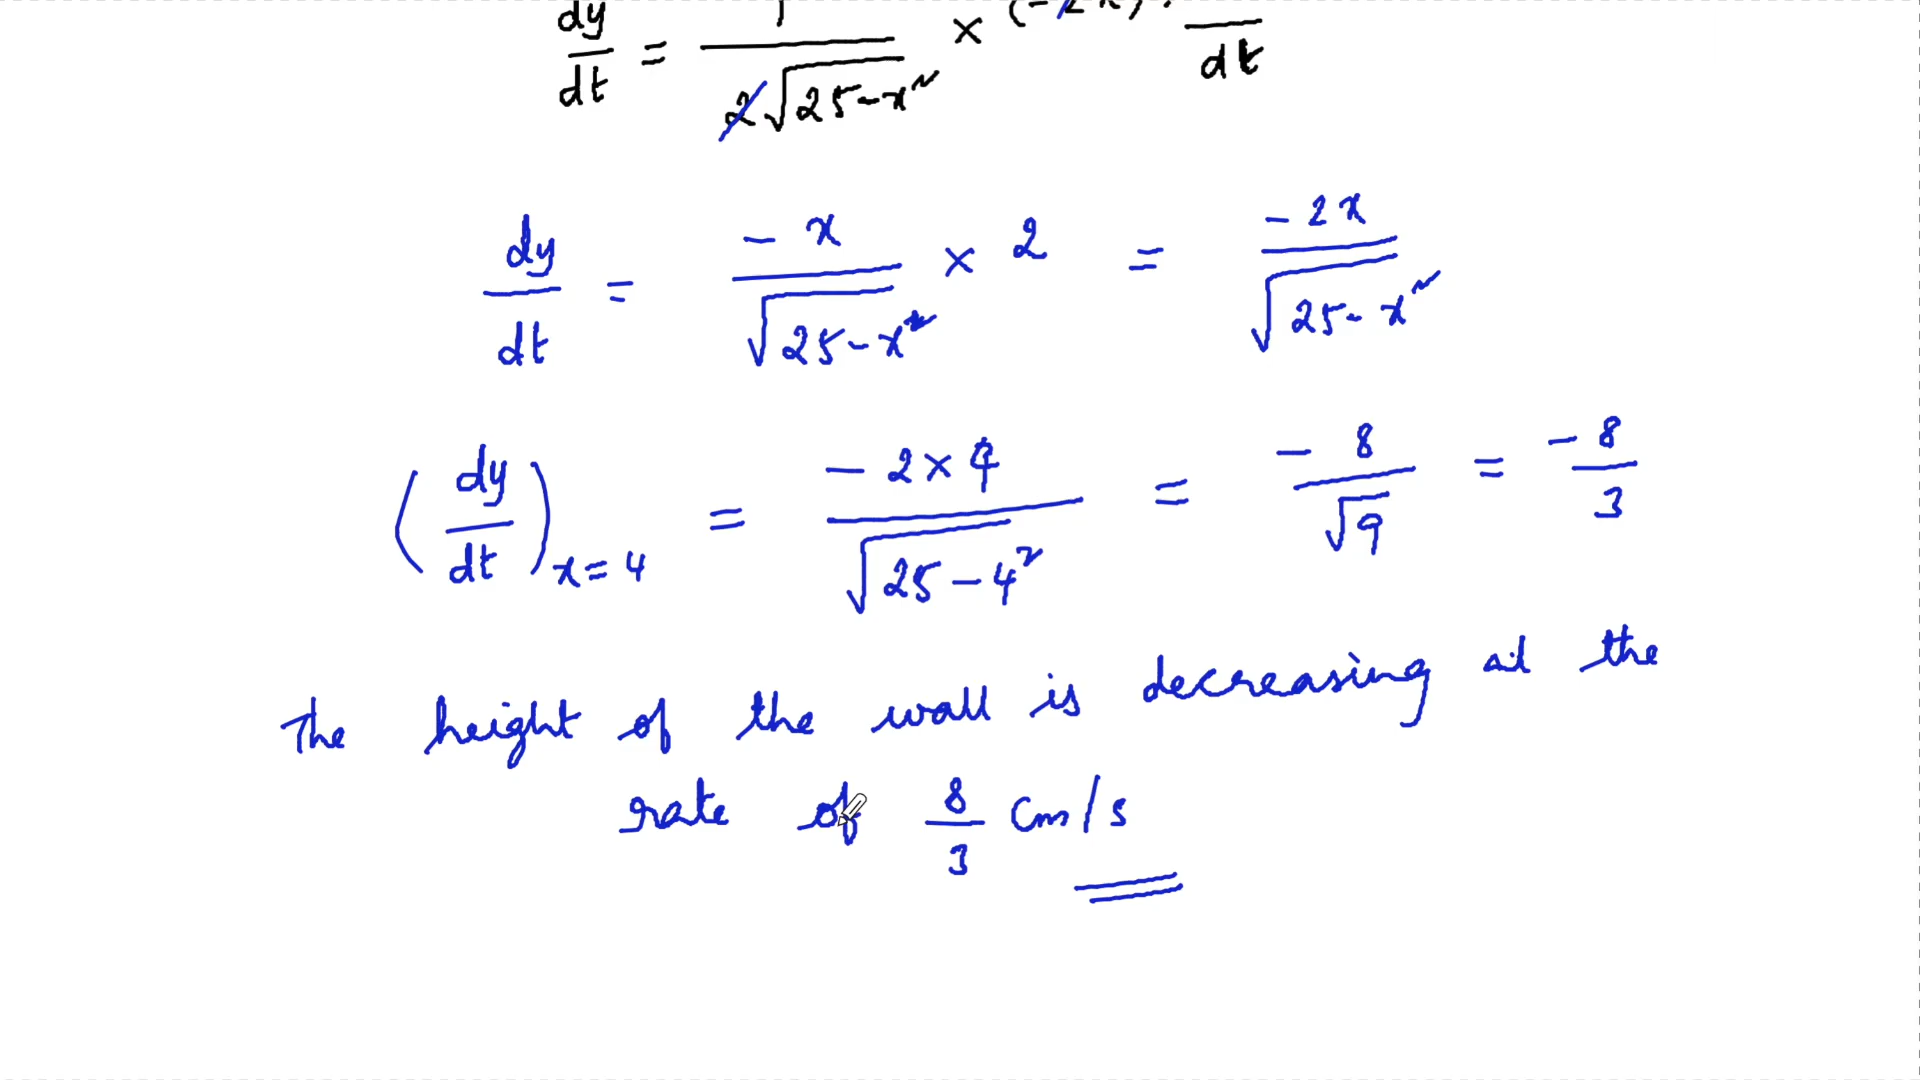 dy/dt = 1/(2√(25-x²)) × (-2x) . /dt
dy/dt = -x/√(25-x²) × 2 = -2x/√(25-x²)
(dy/dt)x=4 = -2×4/√(25-4²) = -8/√9 = -8/3
The height of the wall is decreasing at the
rate of 8/3 cm/s